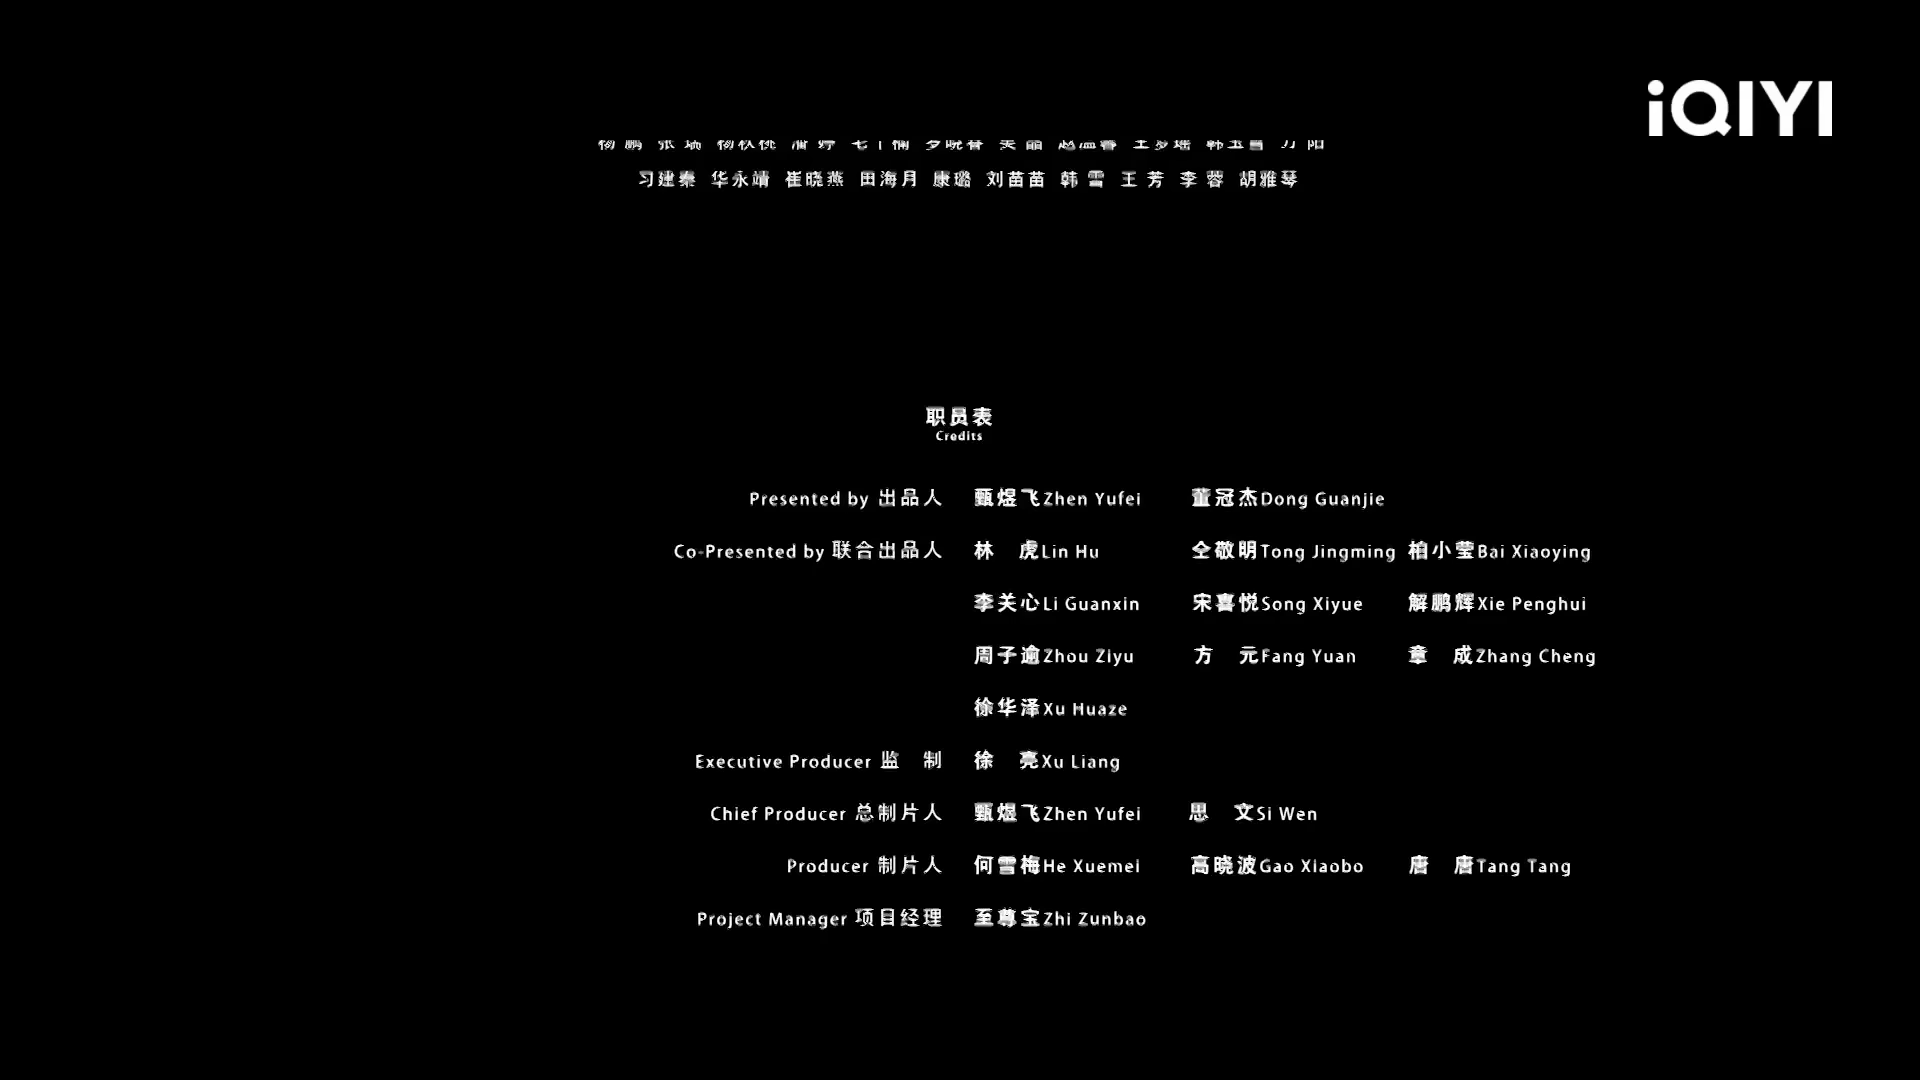 iQIYI
习建秦 华永靖 崔晓燕 田海月 康璐 刘苗苗 韩 雪 王 芳 李 蓉 胡雅琴
职员表
Credits
Presented by 出品人 甄煜飞Zhen Yufei 董冠杰Dong Guanjie
Co-Presented by 联合出品人 林 虎Lin Hu 仝敬明Tong Jingming 柏小莹Bai Xiaoying
李关心Li Guanxin 宋喜悦Song Xiyue 解鹏辉Xie Penghui
周子逾Zhou Ziyu 方 元Fang Yuan 章 成Zhang Cheng
徐华泽Xu Huaze
Executive Producer 监 制 徐 亮Xu Liang
Chief Producer 总制片人 甄煜飞Zhen Yufei 思 文Si Wen
Producer 制片人 何雪梅He Xuemei 高晓波Gao Xiaobo 唐 唐Tang Tang
Project Manager 项目经理 至尊宝Zhi Zunbao